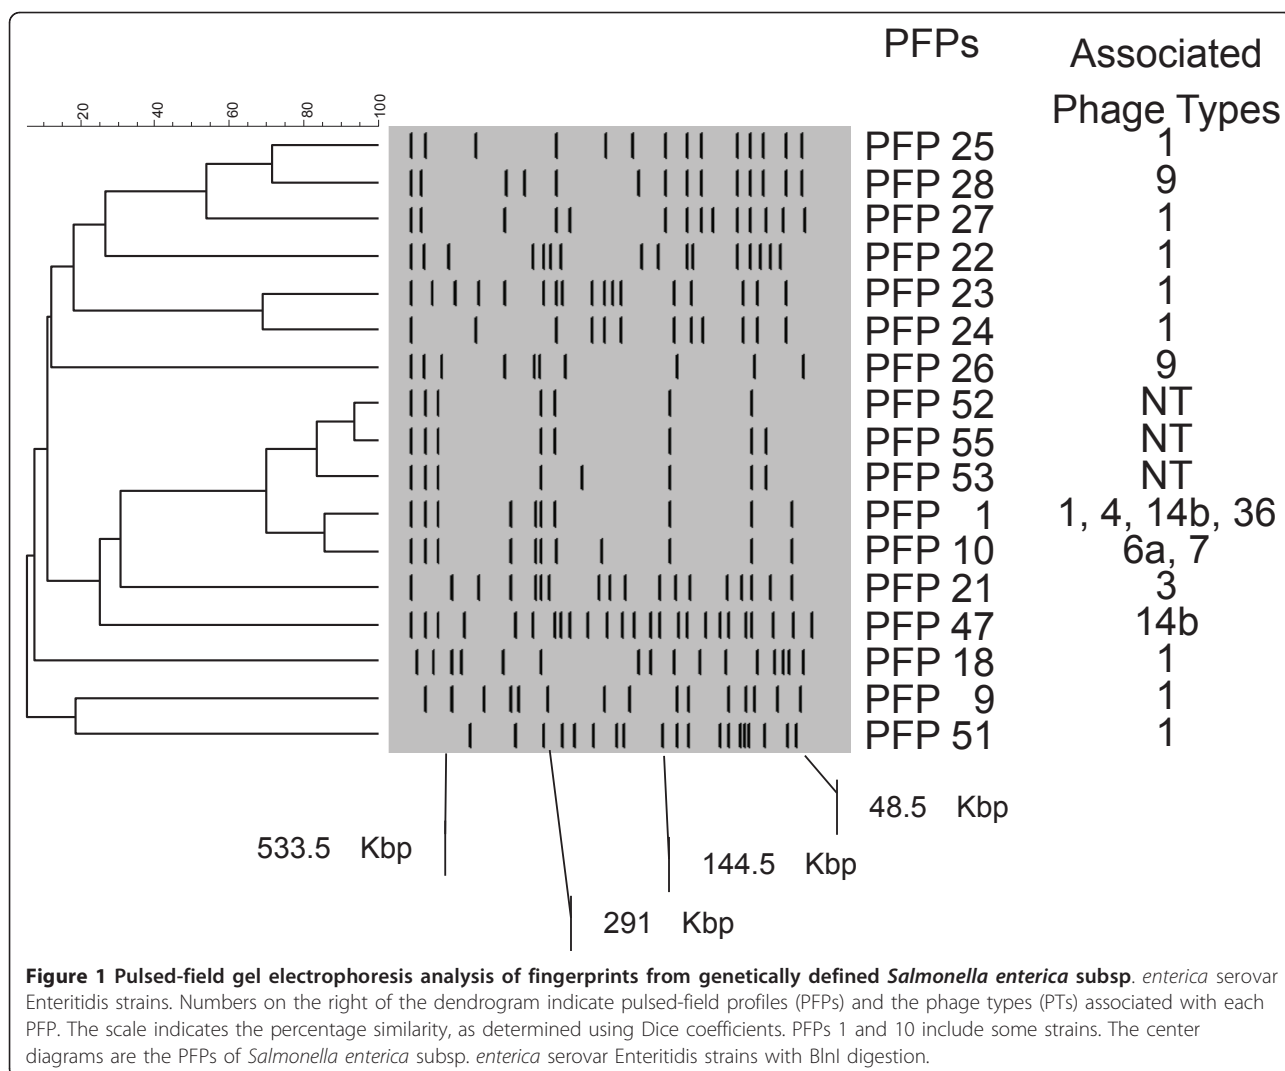 PFPs
Associated
Phage Types
20 40 60 80 100
PFP 25 1
PFP 28 9
PFP 27 1
PFP 22 1
PFP 23 1
PFP 24 1
PFP 26 9
PFP 52 NT
PFP 55 NT
PFP 53 NT
PFP 1 1, 4, 14b, 36
PFP 10 6a, 7
PFP 21 3
PFP 47 14b
PFP 18 1
PFP 9 1
PFP 51 1
48.5 Kbp
533.5 Kbp
144.5 Kbp
291 Kbp
Figure 1 Pulsed-field gel electrophoresis analysis of fingerprints from genetically defined Salmonella enterica subsp. enterica serovar
Enteritidis strains. Numbers on the right of the dendrogram indicate pulsed-field profiles (PFPs) and the phage types (PTs) associated with each
PFP. The scale indicates the percentage similarity, as determined using Dice coefficients. PFPs 1 and 10 include some strains. The center
diagrams are the PFPs of Salmonella enterica subsp. enterica serovar Enteritidis strains with BlnI digestion.